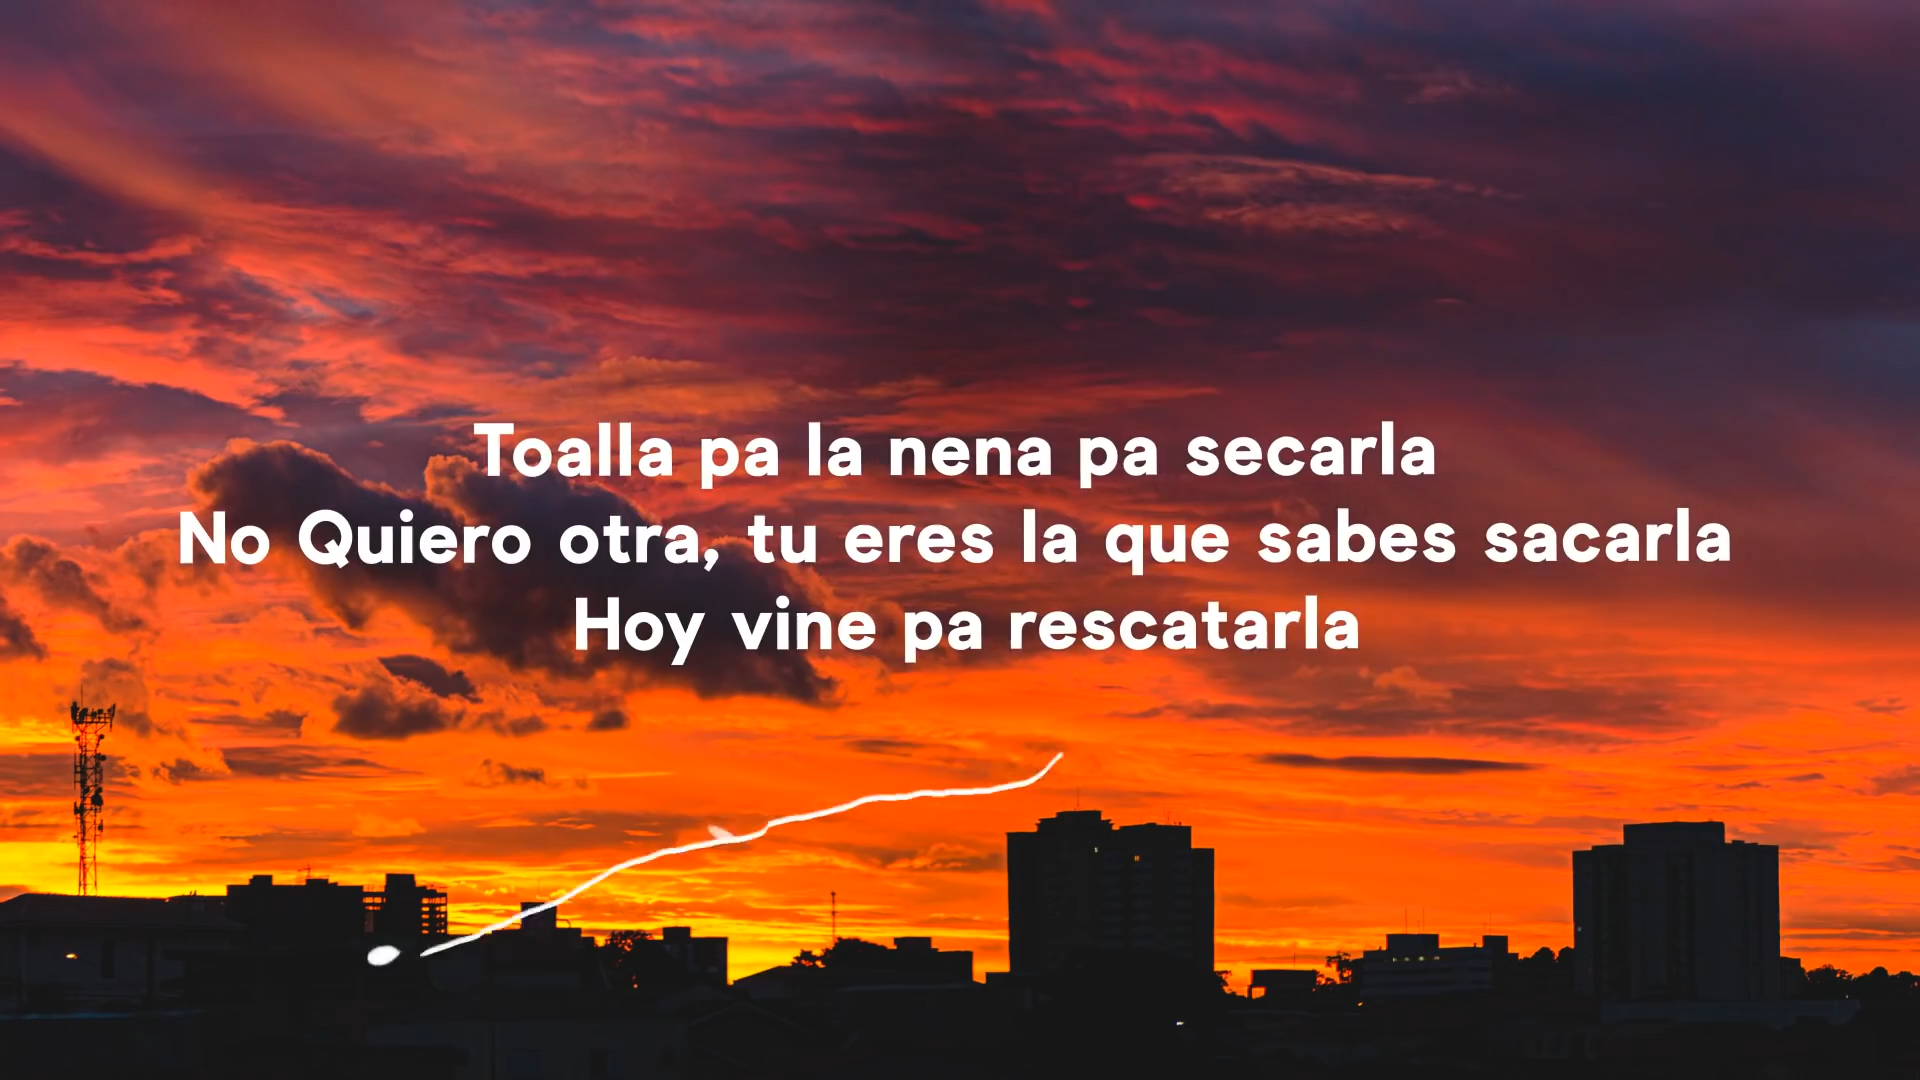 Toalla pa la nena pa secarla
No Quiero otra, tu eres la que sabes sacarla
Hoy vine pa rescatarla